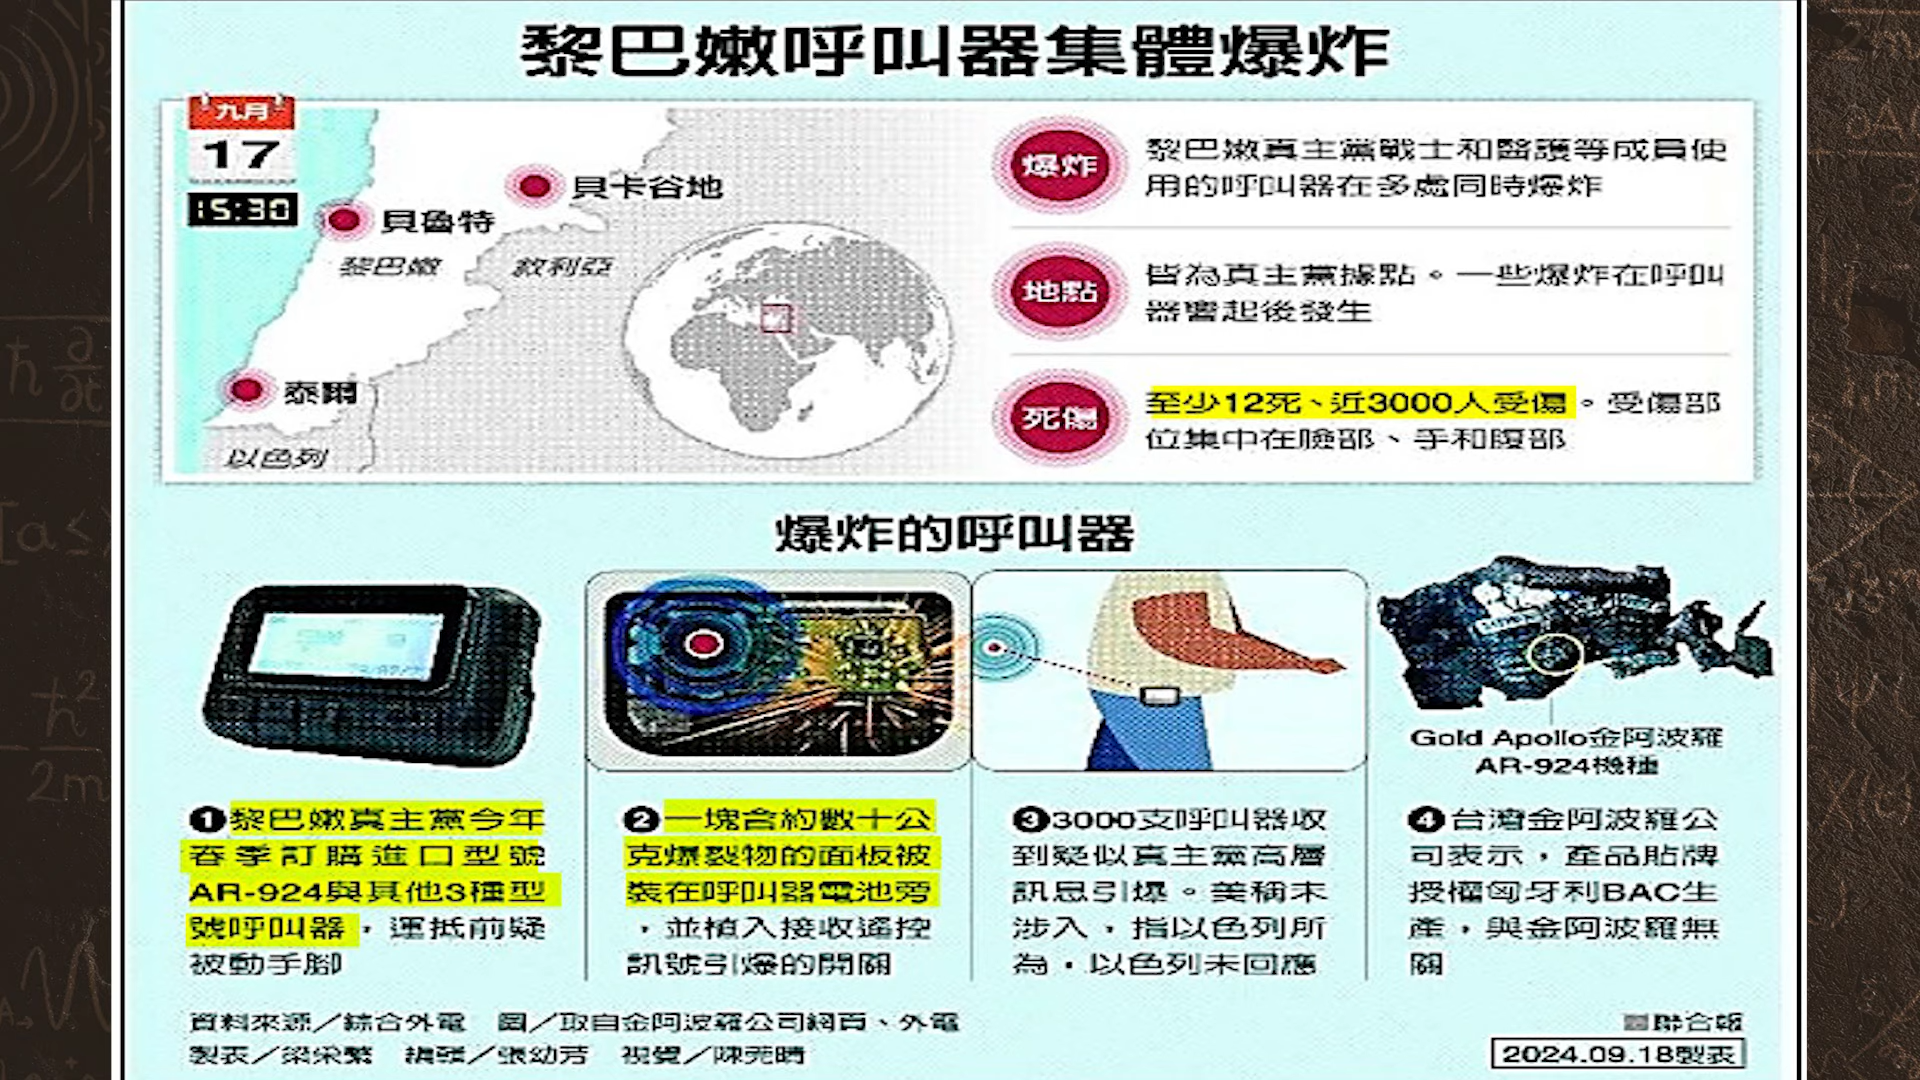 黎巴嫩呼叫器集體爆炸
九月
17
15:30
貝卡谷地
貝魯特
黎巴嫩
敘利亞
泰爾
以色列
爆炸
黎巴嫩真主黨戰士和醫護等成員使
用的呼叫器在多處同時爆炸
地點
皆為真主黨據點。一些爆炸在呼叫
器響起後發生
死傷
至少12死、近3000人受傷。受傷部
位集中在臉部、手和腹部
爆炸的呼叫器
Gold Apollo金阿波羅
AR-924機種
❶黎巴嫩真主黨今年
春季訂購進口型號
AR-924與其他3種型
號呼叫器，運抵前疑
被動手腳
❷一塊含約數十公
克爆裂物的面板被
裝在呼叫器電池旁
，並植入接收遙控
訊號引爆的開關
❸3000支呼叫器收
到疑似真主黨高層
訊息引爆。美稱未
涉入，指以色列所
為，以色列未回應
❹台灣金阿波羅公
司表示，產品貼牌
授權匈牙利BAC生
產，與金阿波羅無
關
資料來源／綜合外電　圖／取自金阿波羅公司網頁、外電
製表／梁榮繁　編輯／張幼芳　視覺／陳苑晴
聯合報
2024.09.18製表